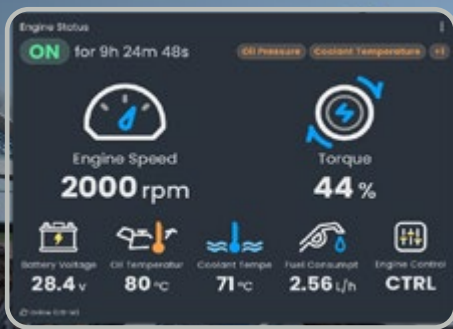 Engine Status
ON for 9h 24m 48s
Oil Pressure Coolant Temperature +1
Engine Speed Torque
2000 rpm 44 %
Battery Voltage Oil Temperatur Coolant Tempe Fuel Consumpt Engine Control
28.4 v 80 °C 71 °C 2.56 L/h CTRL
Online